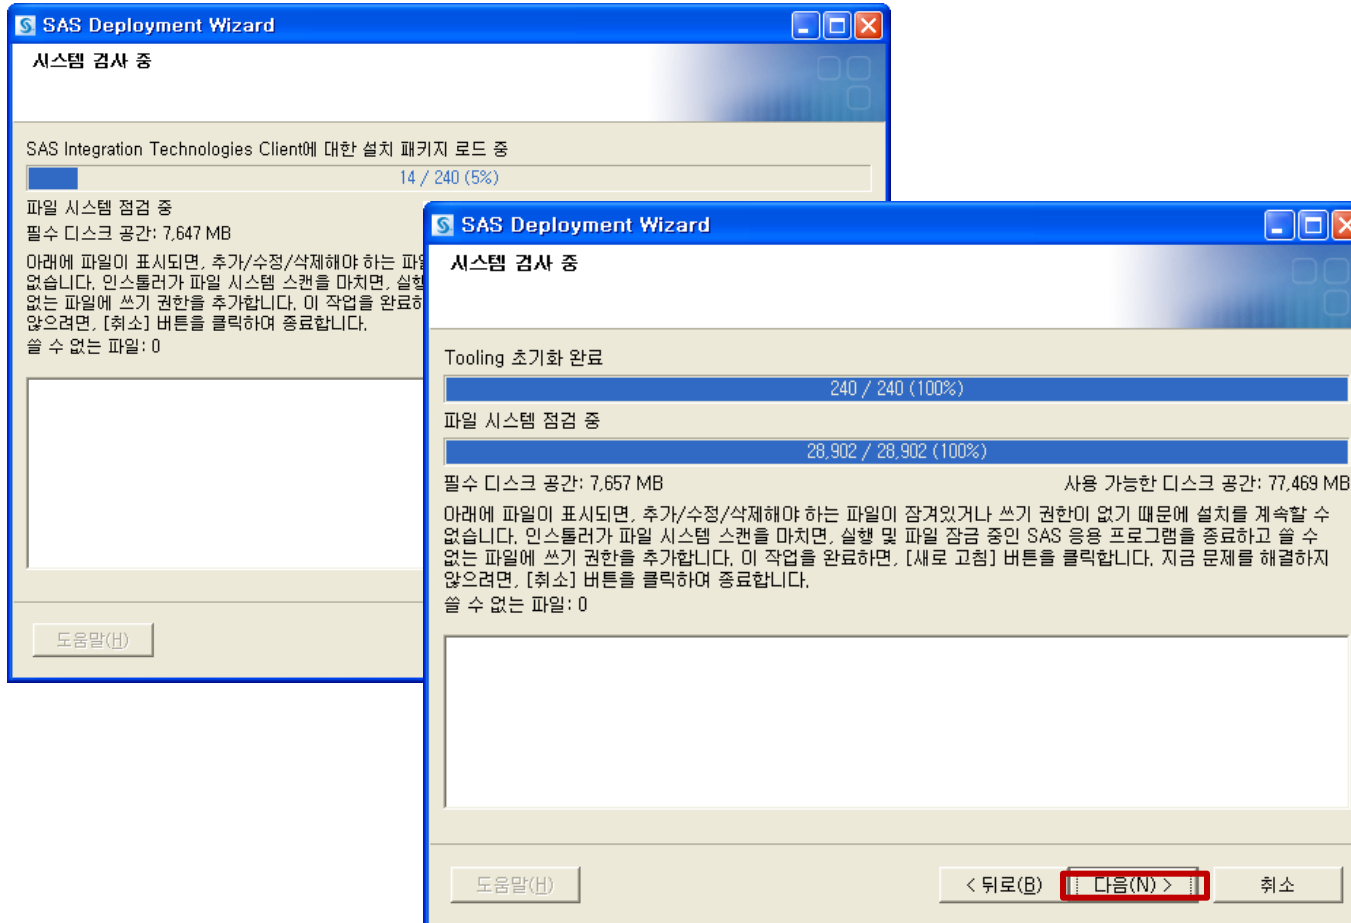 SAS Deployment Wizard
시스템 검사 중
SAS Integration Technologies Client에 대한 설치 패키지 로드 중
14 / 240 (5%)
파일 시스템 점검 중
필수 디스크 공간: 7,647 MB
아래에 파일이 표시되면, 추가/수정/삭제해야 하는
없습니다. 인스톨러가 파일 시스템 스캔을 마치면,
없는 파일에 쓰기 권한을 추가합니다. 이 작업을
않으려면, [취소] 버튼을 클릭하여 종료합니다.
쓸 수 없는 파일: 0
도움말(H)
SAS Deployment Wizard
시스템 검사 중
Tooling 초기화 완료
240 / 240 (100%)
파일 시스템 점검 중
28,902 / 28,902 (100%)
필수 디스크 공간: 7,657 MB 사용 가능한 디스크 공간: 77,469 MB
아래에 파일이 표시되면, 추가/수정/삭제해야 하는 파일이 잠겨있거나 쓰기 권한이 없기 때문에 설치를 계속할 수
없습니다. 인스톨러가 파일 시스템 스캔을 마치면, 실행 및 파일 잠금 중인 SAS 응용 프로그램을 종료하고 쓸 수
없는 파일에 쓰기 권한을 추가합니다. 이 작업을 완료하면, [새로 고침] 버튼을 클릭합니다. 지금 문제를 해결하지
않으려면, [취소] 버튼을 클릭하여 종료합니다.
쓸 수 없는 파일: 0
도움말(H) < 뒤로(B) 다음(N) > 취소